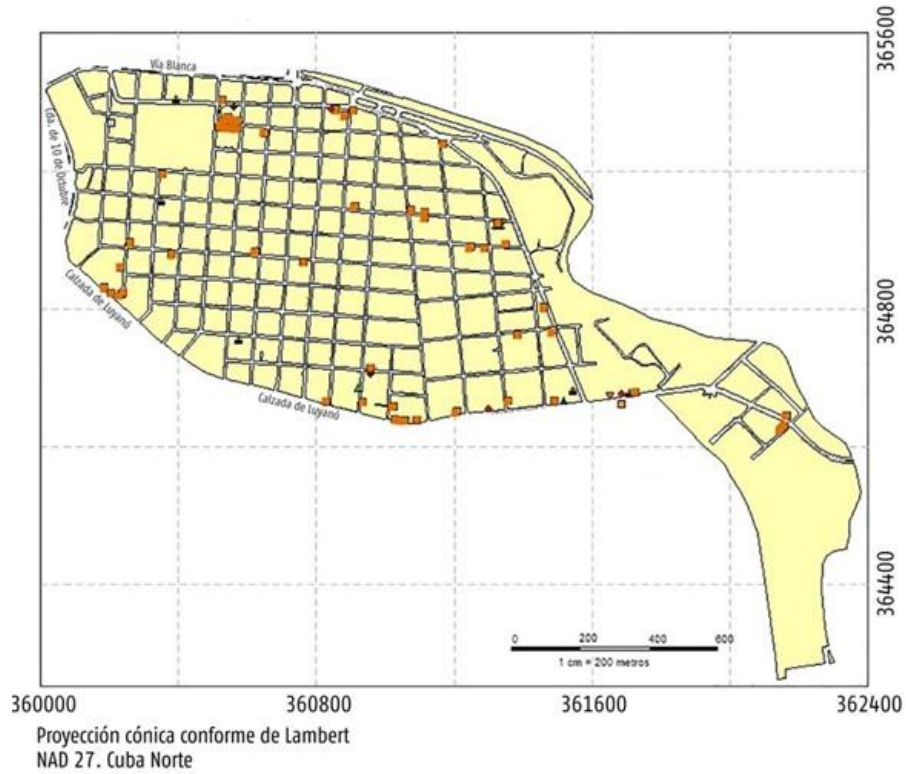 365600
Vía Blanca
Cda. de 10 de Octubre
Calzada de Luyanó
364800
Calzada de Luyanó
364400
0 200 400 600
1 cm = 200 metros
360000 360800 361600 362400
Proyección cónica conforme de Lambert
NAD 27. Cuba Norte